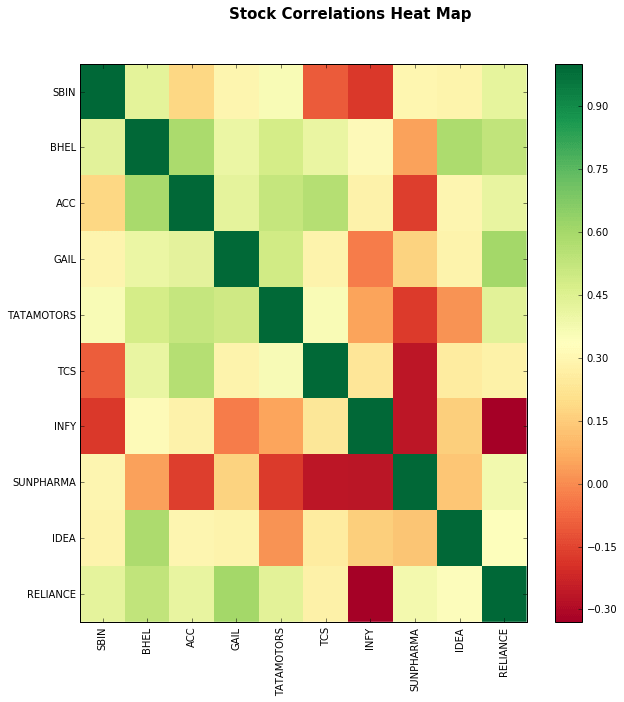 Stock Correlations Heat Map
SBIN
BHEL
ACC
GAIL
TATAMOTORS
TCS
INFY
SUNPHARMA
IDEA
RELIANCE
SBIN
BHEL
ACC
GAIL
TATAMOTORS
TCS
INFY
SUNPHARMA
IDEA
RELIANCE
0.90
0.75
0.60
0.45
0.30
0.15
0.00
−0.15
−0.30